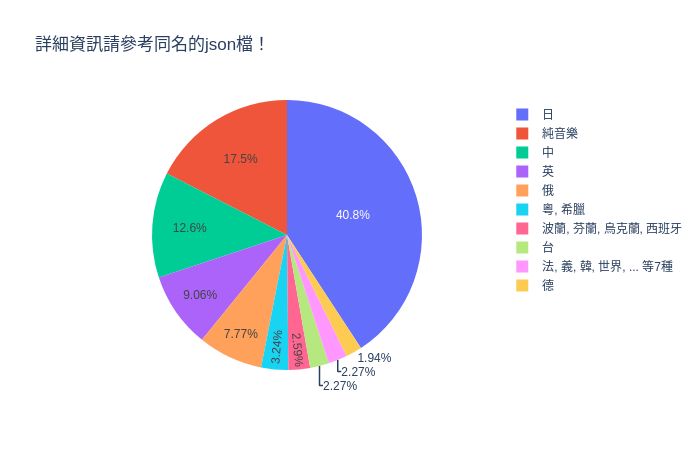 詳細資訊請參考同名的json檔！
40.8%
17.5%
12.6%
9.06%
7.77%
3.24%
2.59%
2.27%
2.27%
1.94%
日
純音樂
中
英
俄
粵, 希臘
波蘭, 芬蘭, 烏克蘭, 西班牙
台
法, 義, 韓, 世界, ... 等7種
德